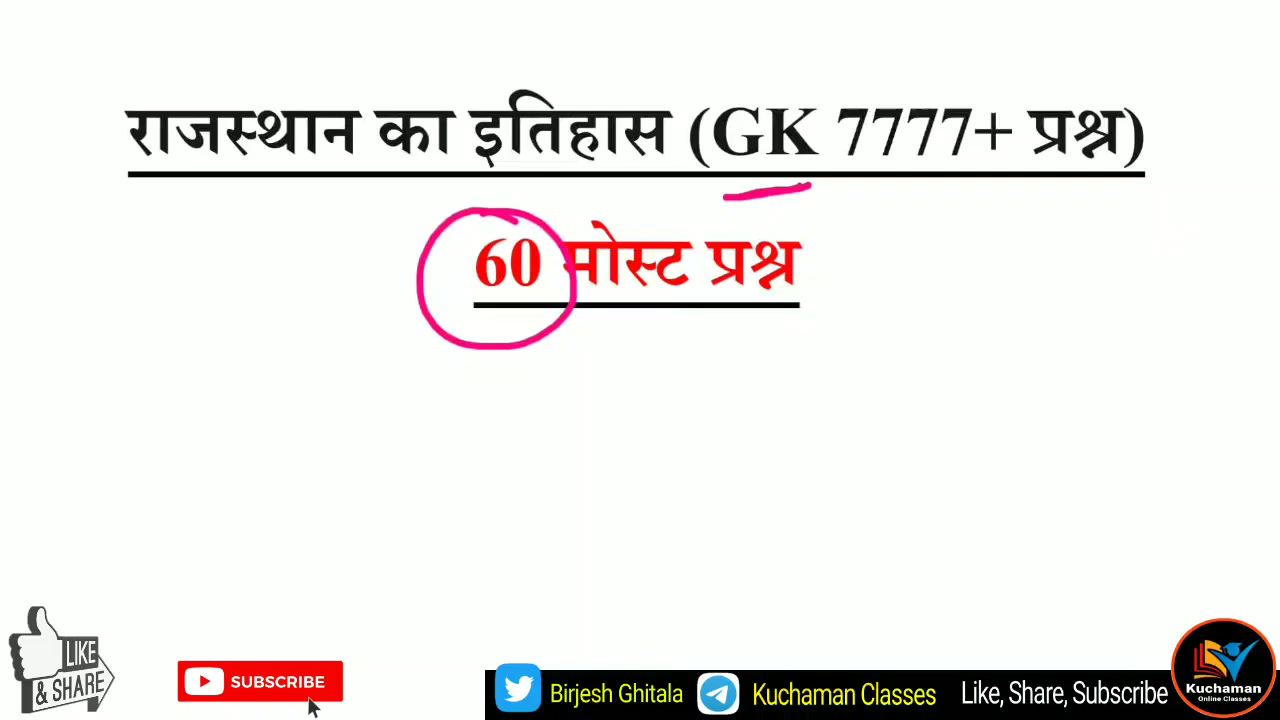 राजस्थान का इतिहास (GK 7777+ प्रश्न)
60 मोस्ट प्रश्न
LIKE
& SHARE
SUBSCRIBE
Birjesh Ghitala
Kuchaman Classes
Like, Share, Subscribe
Kuchaman
Online Classes